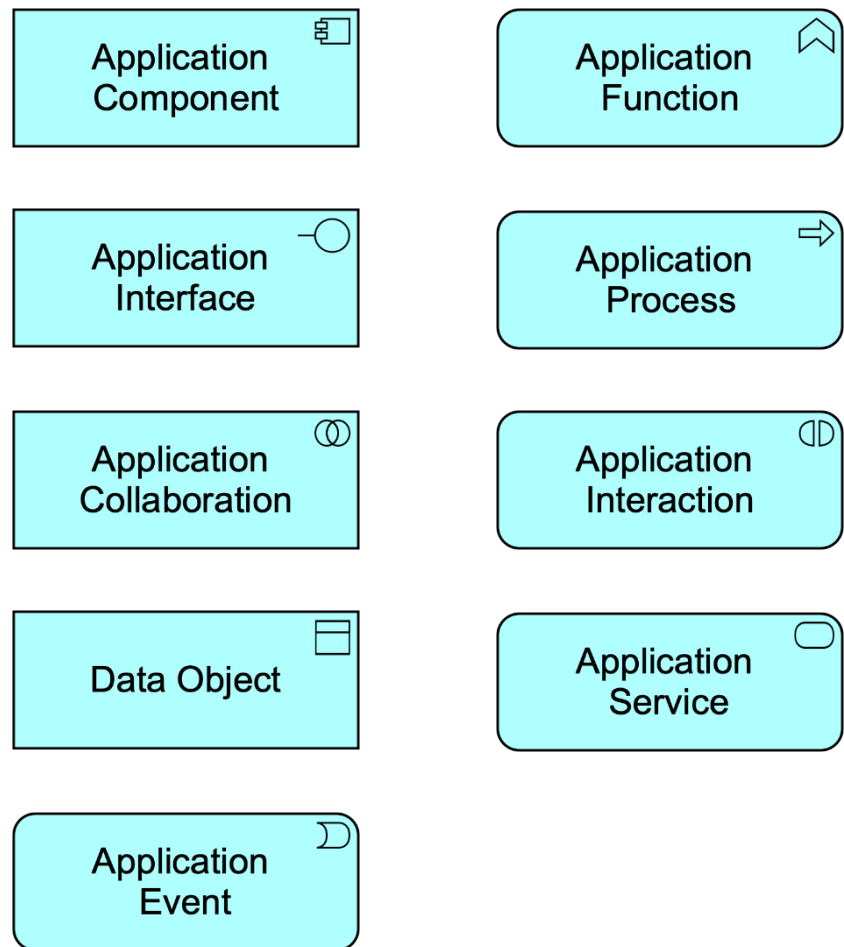 Application
Component
Application
Function
Application
Interface
Application
Process
Application
Collaboration
Application
Interaction
Data Object
Application
Service
Application
Event